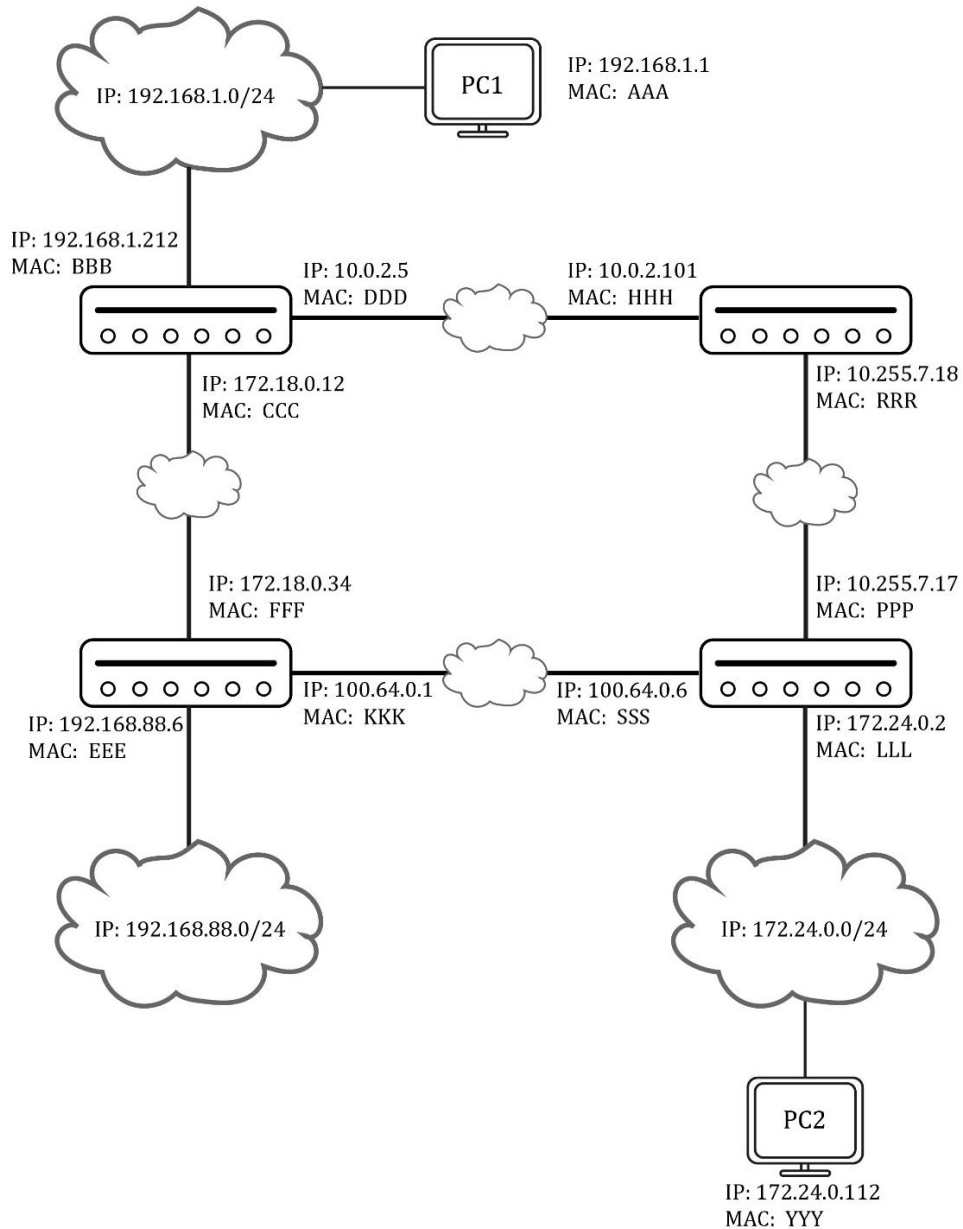 IP: 192.168.1.0/24
PC1
IP: 192.168.1.1
MAC: AAA
IP: 192.168.1.212
MAC: BBB
IP: 10.0.2.5
MAC: DDD
IP: 10.0.2.101
MAC: HHH
IP: 172.18.0.12
MAC: CCC
IP: 10.255.7.18
MAC: RRR
IP: 172.18.0.34
MAC: FFF
IP: 10.255.7.17
MAC: PPP
IP: 192.168.88.6
MAC: EEE
IP: 100.64.0.1
MAC: KKK
IP: 100.64.0.6
MAC: SSS
IP: 172.24.0.2
MAC: LLL
IP: 192.168.88.0/24
IP: 172.24.0.0/24
PC2
IP: 172.24.0.112
MAC: YYY